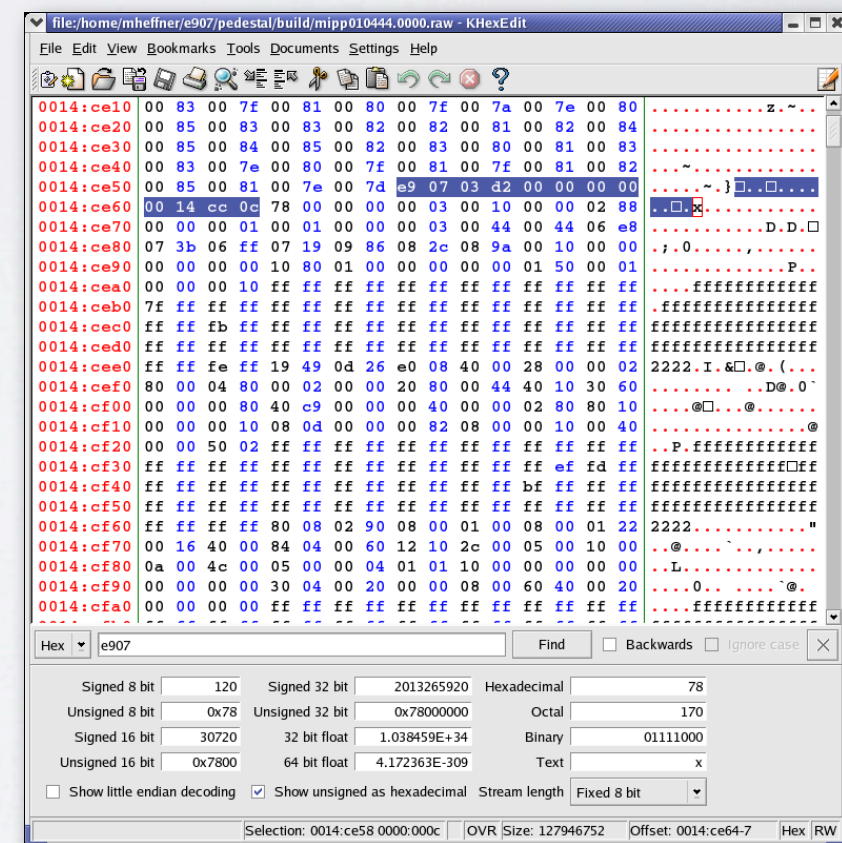 file:/home/mheffner/e907/pedestal/build/mipp010444.0000.raw - KHexEdit
File Edit View Bookmarks Tools Documents Settings Help
0014:ce10 00 83 00 7f 00 81 00 80 00 7f 00 7a 00 7e 00 80 ...........z.~..
0014:ce20 00 85 00 83 00 83 00 82 00 82 00 81 00 82 00 84 ................
0014:ce30 00 85 00 84 00 85 00 82 00 83 00 80 00 81 00 83 ................
0014:ce40 00 83 00 7e 00 80 00 7f 00 81 00 7f 00 81 00 82 ...~............
0014:ce50 00 85 00 81 00 7e 00 7d e9 07 03 d2 00 00 00 00 .....~.}□..□....
0014:ce60 00 14 cc 0c 78 00 00 00 00 03 00 10 00 00 02 88 ..□.x...........
0014:ce70 00 00 00 01 00 01 00 00 00 03 00 44 00 44 06 e8 ...........D.D.□
0014:ce80 07 3b 06 ff 07 19 09 86 08 2c 08 9a 00 10 00 00 .;.0.....,......
0014:ce90 00 00 00 00 10 80 01 00 00 00 00 00 01 50 00 01 .............P..
0014:cea0 00 00 00 10 ff ff ff ff ff ff ff ff ff ff ff ff ....ffffffffffff
0014:ceb0 7f ff ff ff ff ff ff ff ff ff ff ff ff ff ff ff .fffffffffffffff
0014:cec0 ff ff fb ff ff ff ff ff ff ff ff ff ff ff ff ff ffffffffffffffff
0014:ced0 ff ff ff ff ff ff ff ff ff ff ff ff ff ff ff ff ffffffffffffffff
0014:cee0 ff ff fe ff 19 49 0d 26 e0 08 40 00 28 00 00 02 2222.I.&□.@.(...
0014:cef0 80 00 04 80 00 02 00 00 20 80 00 44 40 10 30 60 ........ ..D@.0`
0014:cf00 00 00 00 80 40 c9 00 00 00 40 00 00 02 80 80 10 ....@□...@......
0014:cf10 00 00 00 10 08 0d 00 00 00 82 08 00 00 10 00 40 ...............@
0014:cf20 00 00 50 02 ff ff ff ff ff ff ff ff ff ff ff ff ..P.ffffffffffff
0014:cf30 ff ff ff ff ff ff ff ff ff ff ff ff ff ef fd ff fffffffffffff□ff
0014:cf40 ff ff ff ff ff ff ff ff ff ff ff ff bf ff ff ff ffffffffffffffff
0014:cf50 ff ff ff ff ff ff ff ff ff ff ff ff ff ff ff ff ffffffffffffffff
0014:cf60 ff ff ff ff 80 08 02 90 08 00 01 00 08 00 01 22 2222..........."
0014:cf70 00 16 40 00 84 04 00 60 12 10 2c 00 05 00 10 00 ..@....`..,.....
0014:cf80 0a 00 4c 00 05 00 00 04 01 01 10 00 00 00 00 00 ..L.............
0014:cf90 00 00 00 00 30 04 00 20 00 00 08 00 60 40 00 20 ....0.. ....`@. 
0014:cfa0 00 00 00 00 ff ff ff ff ff ff ff ff ff ff ff ff ....ffffffffffff
Hex e907 Find Backwards Ignore case
Signed 8 bit 120 Signed 32 bit 2013265920 Hexadecimal 78
Unsigned 8 bit 0x78 Unsigned 32 bit 0x78000000 Octal 170
Signed 16 bit 30720 32 bit float 1.038459E+34 Binary 01111000
Unsigned 16 bit 0x7800 64 bit float 4.172363E-309 Text x
Show little endian decoding Show unsigned as hexadecimal Stream length Fixed 8 bit
Selection: 0014:ce58 0000:000c OVR Size: 127946752 Offset: 0014:ce64-7 Hex RW